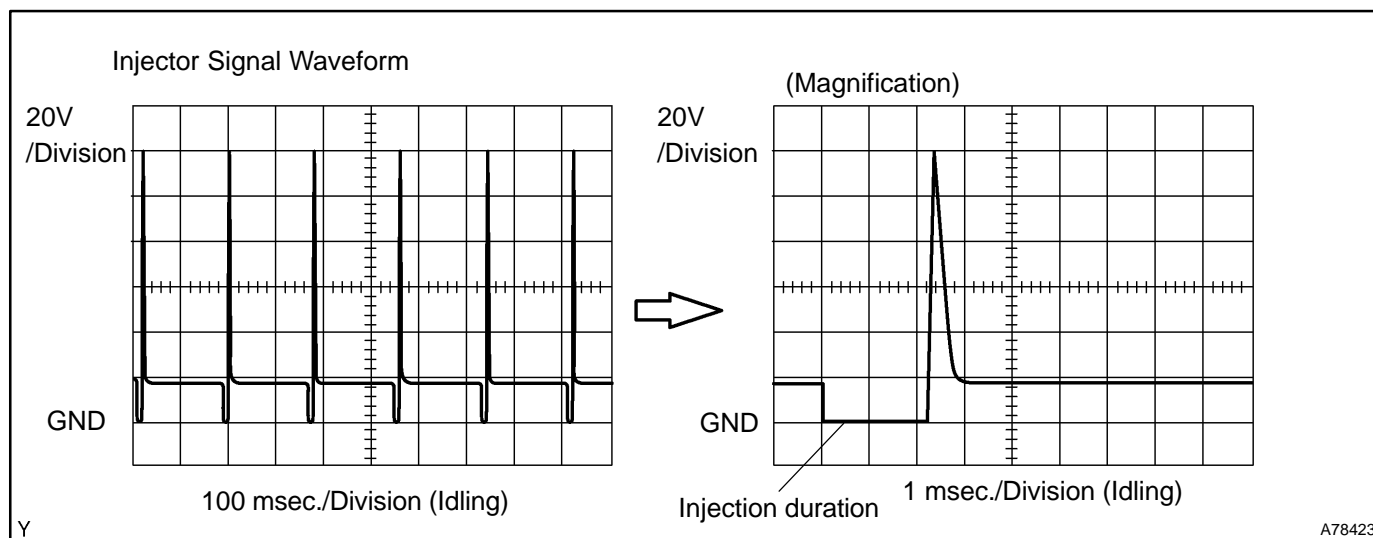 Injector Signal Waveform
(Magnification)
20V
/Division
20V
/Division
GND
GND
100 msec./Division (Idling)
Injection duration
1 msec./Division (Idling)
Y
A78423